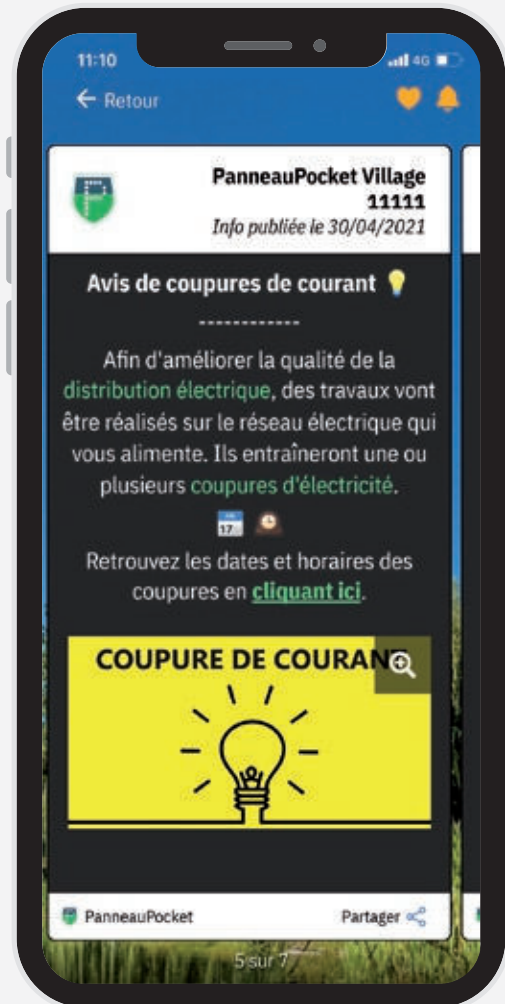 11:10
4G
← Retour
PanneauPocket Village
11111
Info publiée le 30/04/2021
Avis de coupures de courant 💡
------------
Afin d'améliorer la qualité de la
distribution électrique, des travaux vont
être réalisés sur le réseau électrique qui
vous alimente. Ils entraîneront une ou
plusieurs coupures d'électricité.
17
Retrouvez les dates et horaires des
coupures en cliquant ici.
COUPURE DE COURANT
PanneauPocket
Partager
5 sur 7